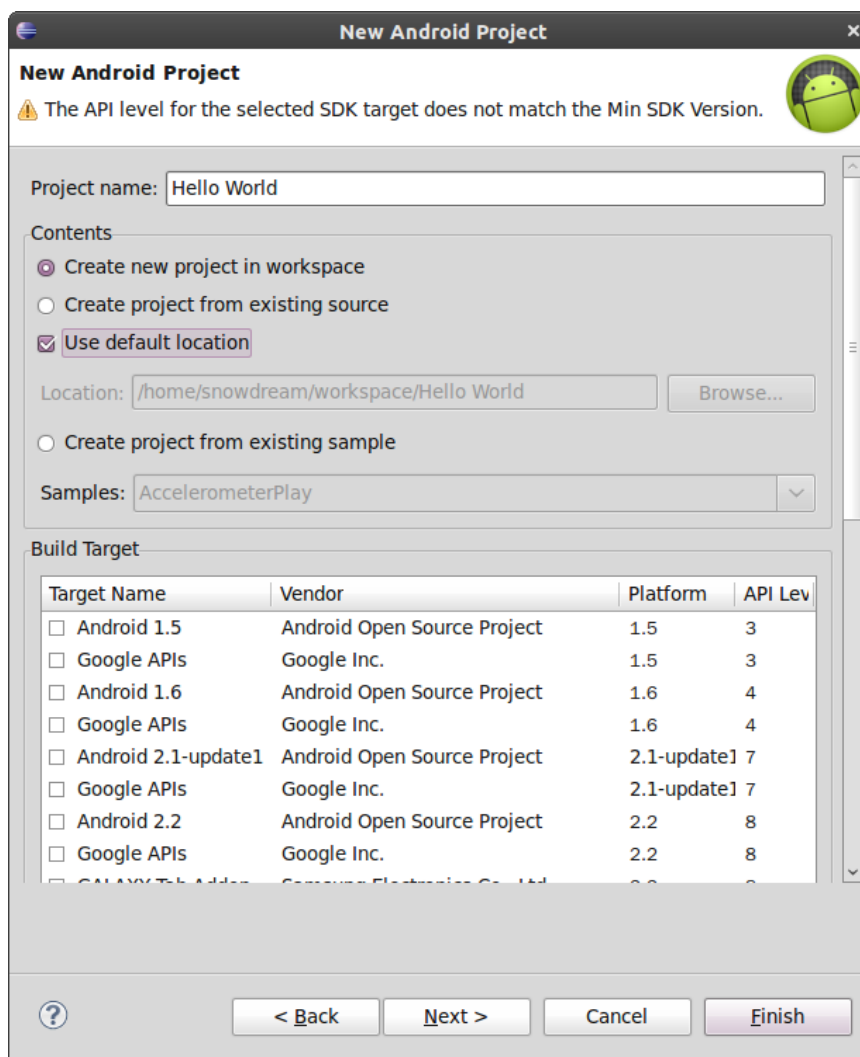 New Android Project
New Android Project
The API level for the selected SDK target does not match the Min SDK Version.
Project name: Hello World
Contents
Create new project in workspace
Create project from existing source
Use default location
Location: /home/snowdream/workspace/Hello World Browse...
Create project from existing sample
Samples: AccelerometerPlay
Build Target
Target Name Vendor Platform API Lev
Android 1.5 Android Open Source Project 1.5 3
Google APIs Google Inc. 1.5 3
Android 1.6 Android Open Source Project 1.6 4
Google APIs Google Inc. 1.6 4
Android 2.1-update1 Android Open Source Project 2.1-update1 7
Google APIs Google Inc. 2.1-update1 7
Android 2.2 Android Open Source Project 2.2 8
Google APIs Google Inc. 2.2 8
< Back Next > Cancel Finish